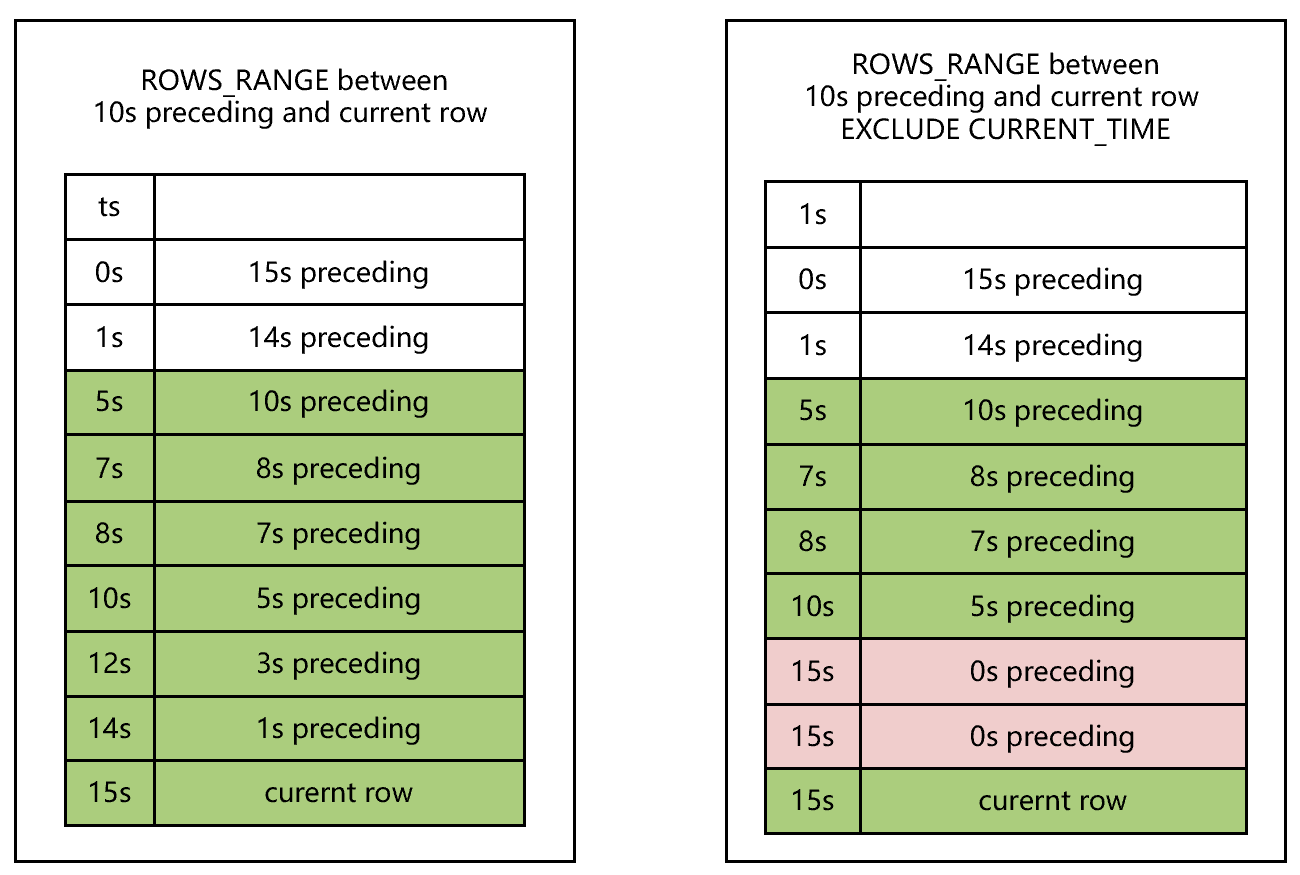 ROWS_RANGE between
10s preceding and current row
ts
0s 15s preceding
1s 14s preceding
5s 10s preceding
7s 8s preceding
8s 7s preceding
10s 5s preceding
12s 3s preceding
14s 1s preceding
15s curernt row
ROWS_RANGE between
10s preceding and current row
EXCLUDE CURRENT_TIME
1s
0s 15s preceding
1s 14s preceding
5s 10s preceding
7s 8s preceding
8s 7s preceding
10s 5s preceding
15s 0s preceding
15s 0s preceding
15s curernt row